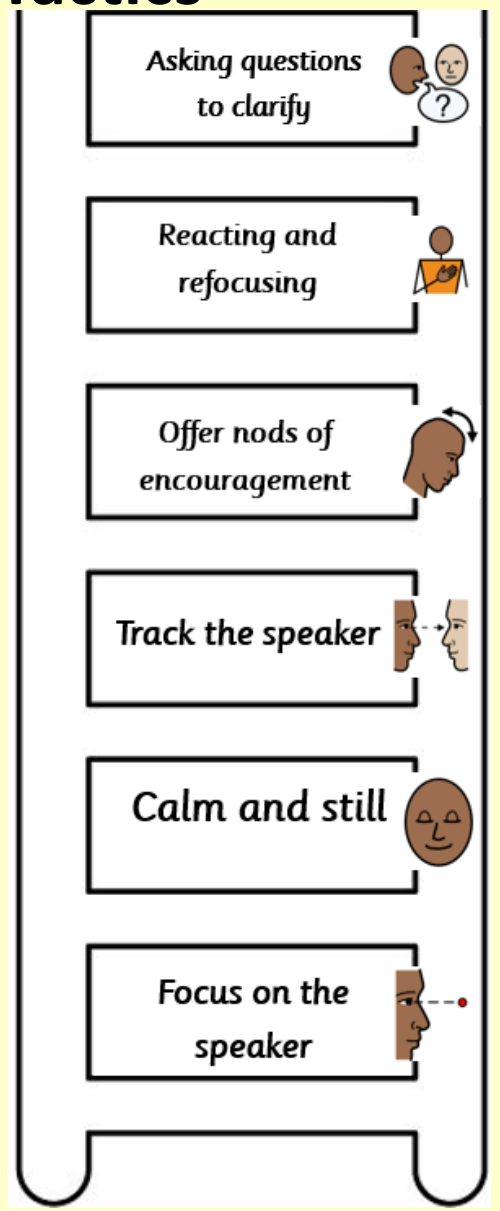 Tactics
Asking questions
to clarify
?
Reacting and
refocusing
Offer nods of
encouragement
Track the speaker
Calm and still
Focus on the
speaker